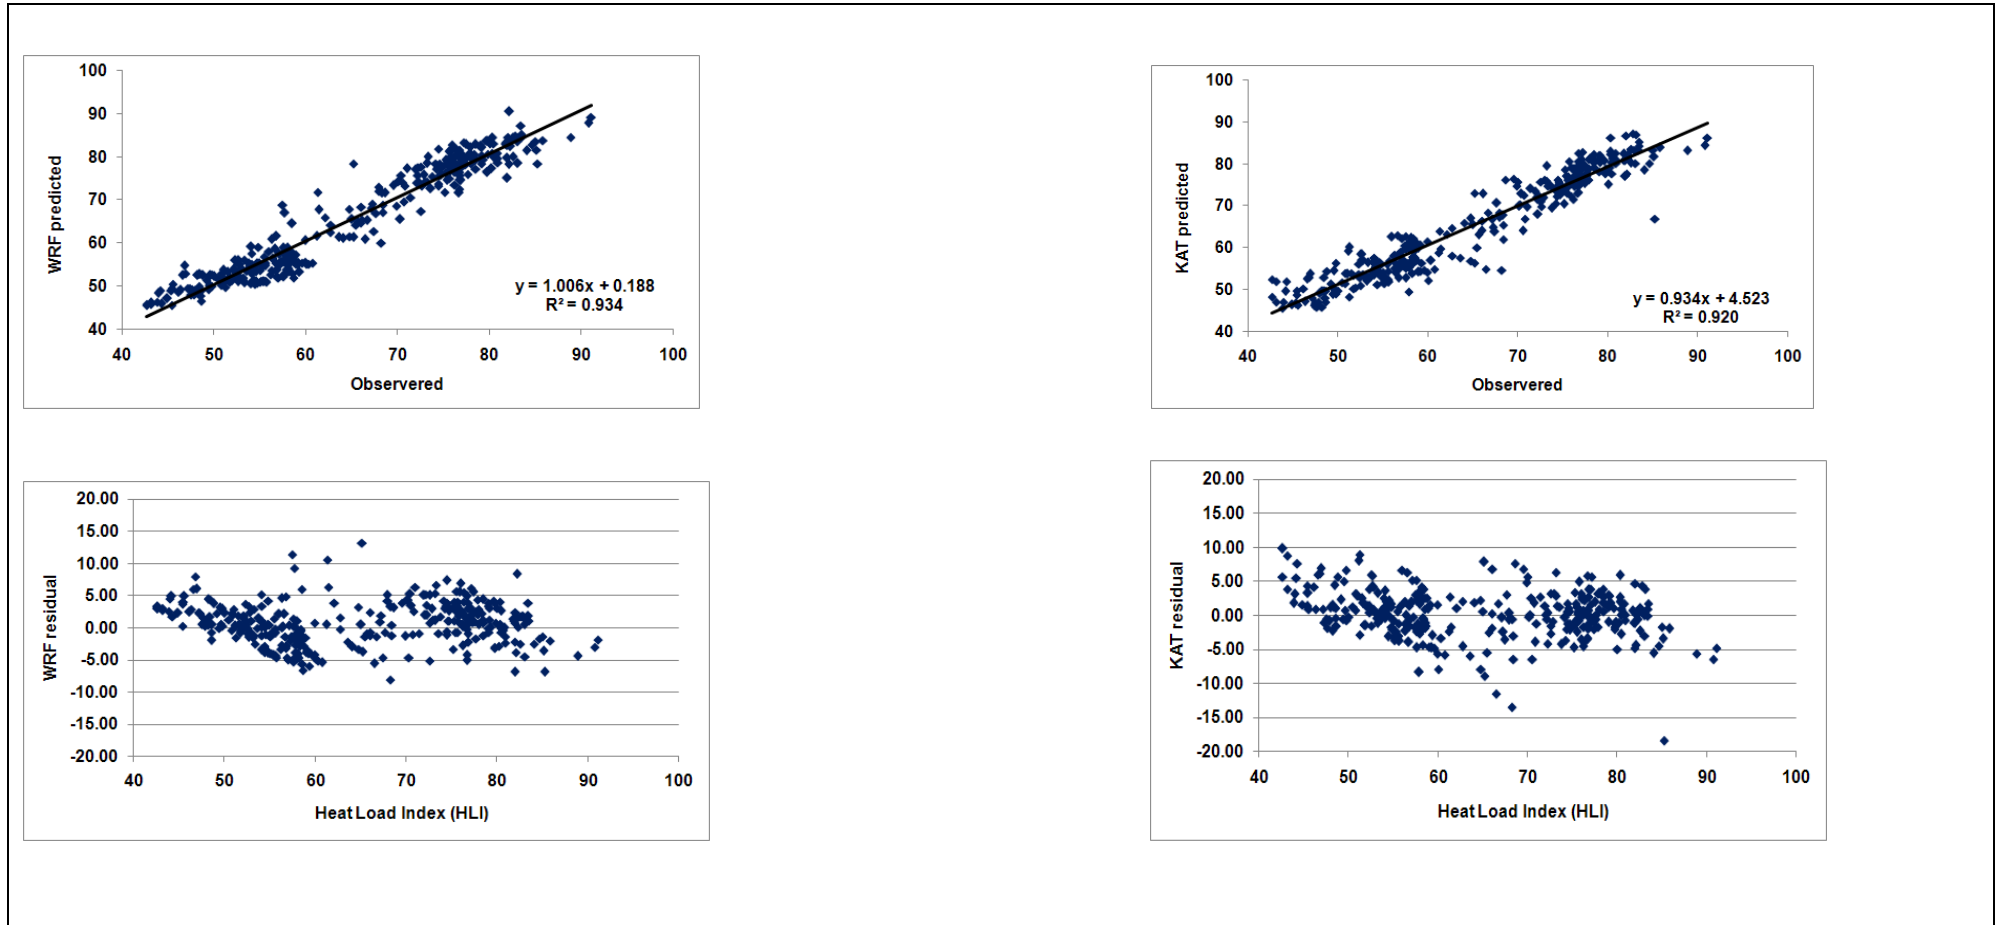 100
90
80
70
60
50
40
WRF predicted
y = 1.006x + 0.188
R² = 0.934
40 50 60 70 80 90 100
Observered
100
90
80
70
60
50
40
KAT predicted
y = 0.934x + 4.523
R² = 0.920
40 50 60 70 80 90 100
Observered
20.00
15.00
10.00
5.00
0.00
-5.00
-10.00
-15.00
-20.00
WRF residual
40 50 60 70 80 90 100
Heat Load Index (HLI)
20.00
15.00
10.00
5.00
0.00
-5.00
-10.00
-15.00
-20.00
KAT residual
40 50 60 70 80 90 100
Heat Load Index (HLI)